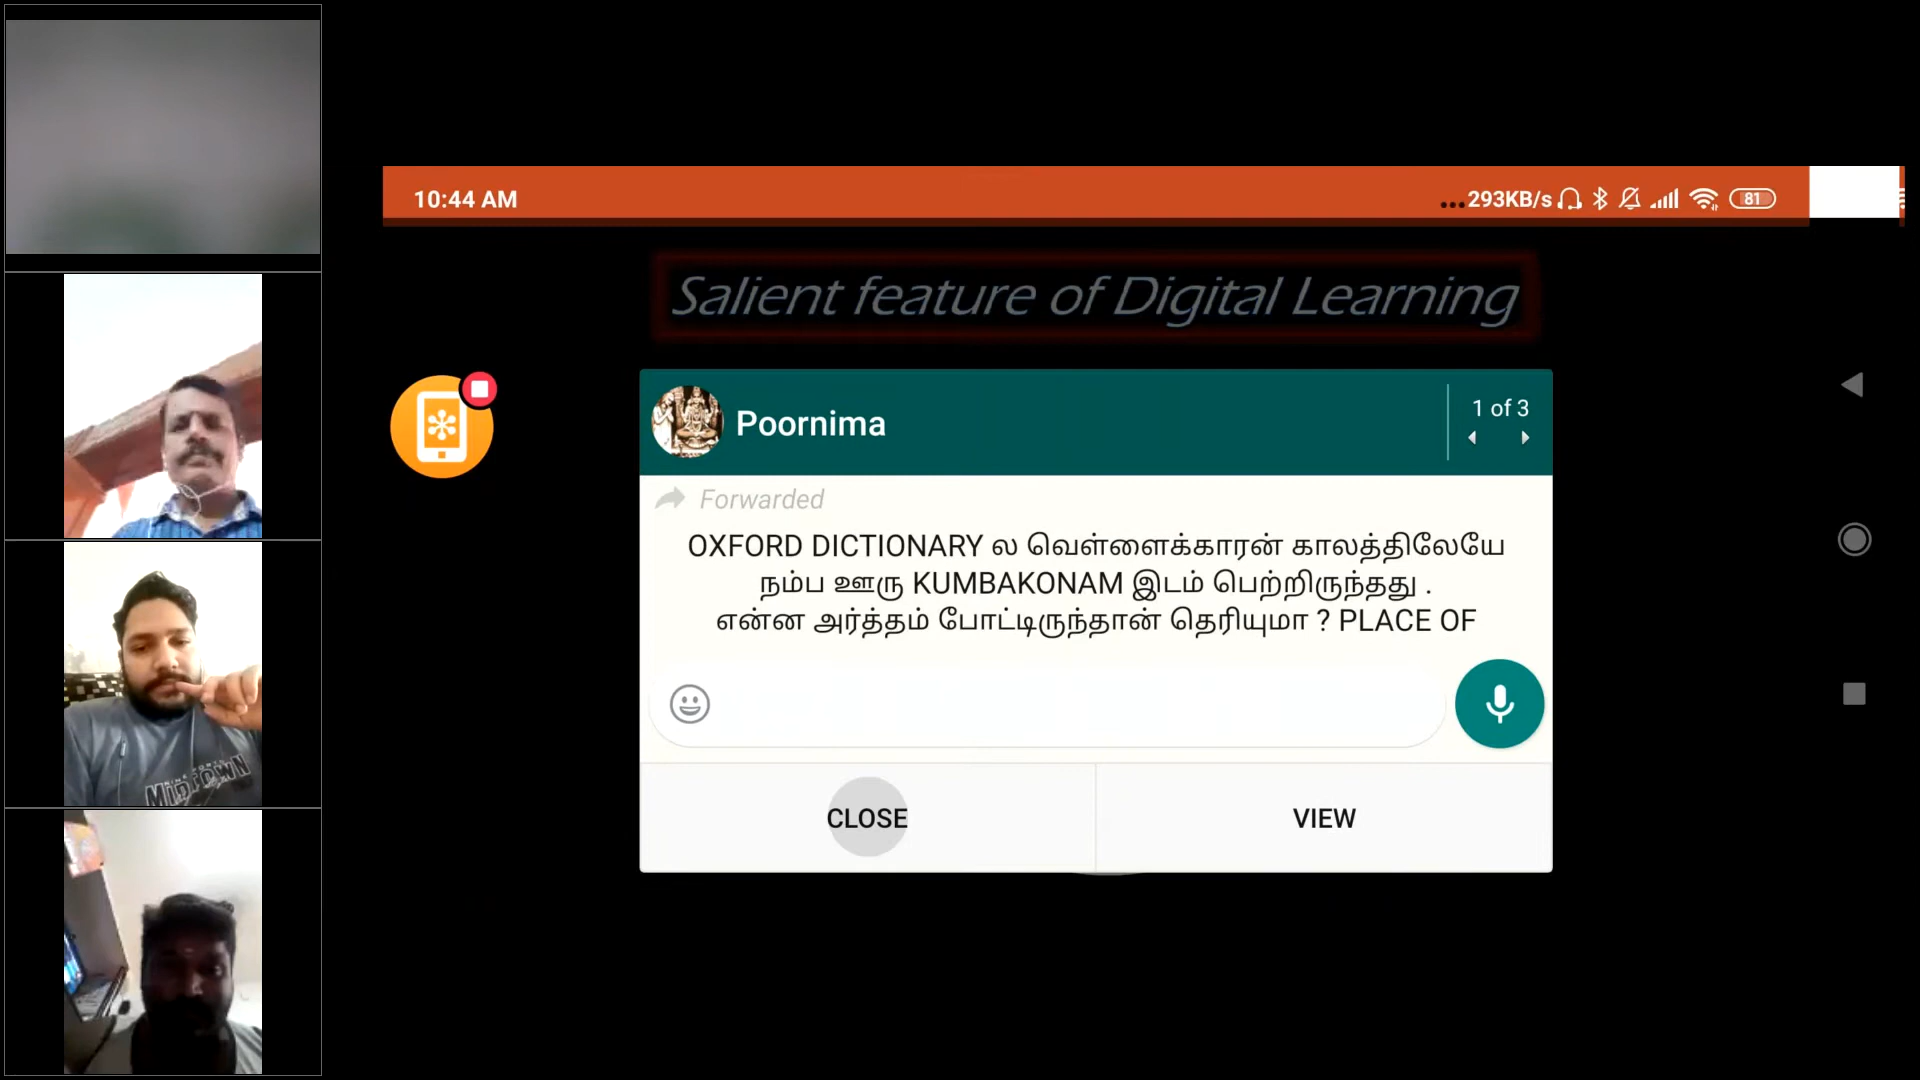 10:44 AM
...293KB/s
81
Salient feature of Digital Learning
Poornima
1 of 3
Forwarded
OXFORD DICTIONARY ல வெள்ளைக்காரன் காலத்திலேயே
நம்ப ஊரு KUMBAKONAM இடம் பெற்றிருந்தது .
என்ன அர்த்தம் போட்டிருந்தான் தெரியுமா ? PLACE OF
CLOSE
VIEW
MIDTOWN